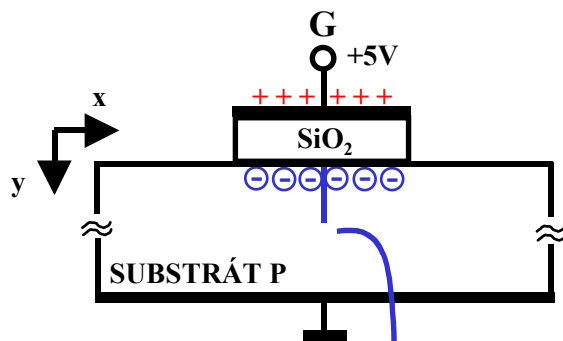 G
+5V
+ + + + + +
x
SiO₂
y
− − − − − −
≈ ≈
SUBSTRÁT P